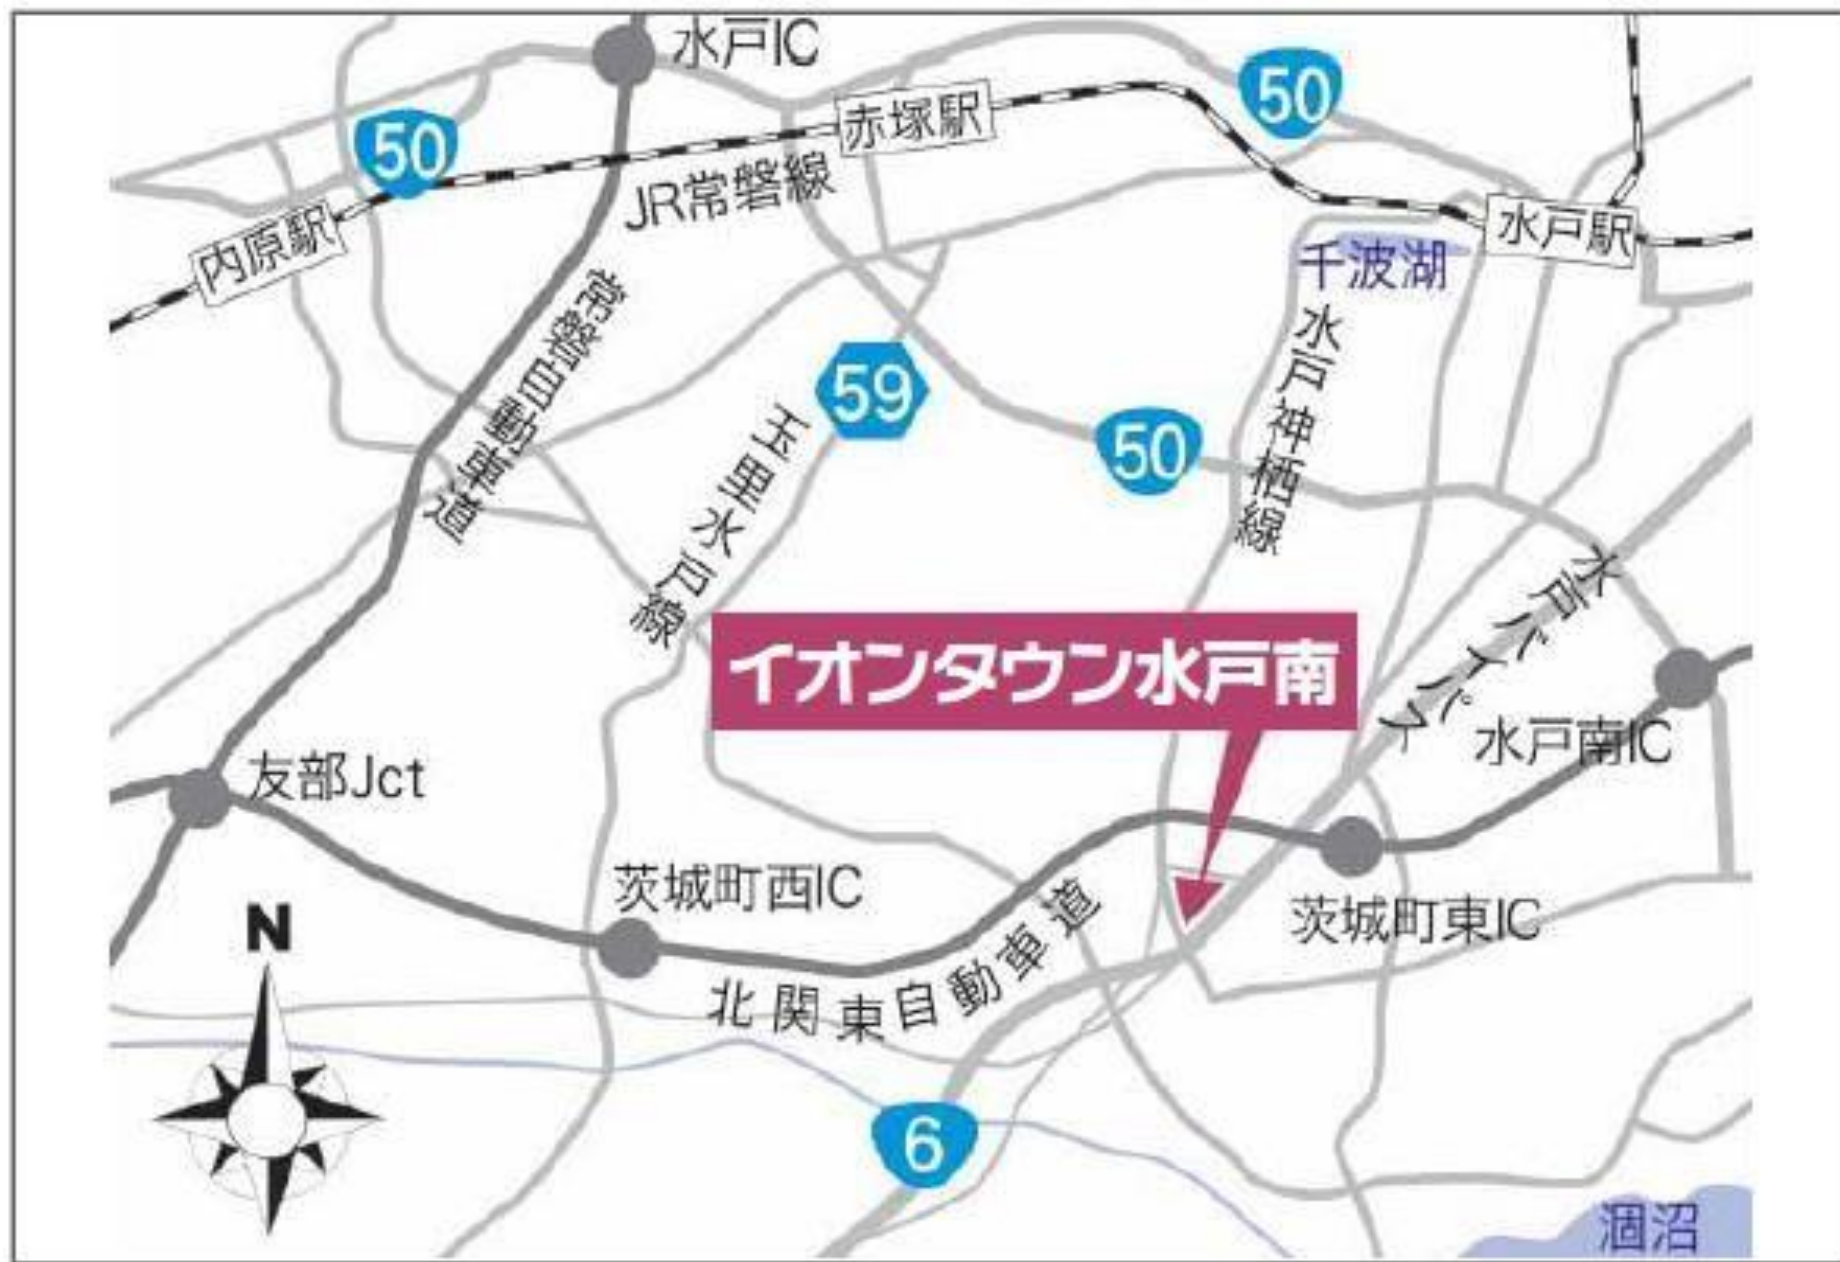 水戸IC
50
50
赤塚駅
JR常磐線
内原駅
水戸駅
千波湖
常磐自動車道
59
玉里水戸線
50
水戸神栖線
水戸バイパス
イオンタウン水戸南
水戸南IC
友部Jct
茨城町西IC
茨城町東IC
北関東自動車道
N
6
涸沼